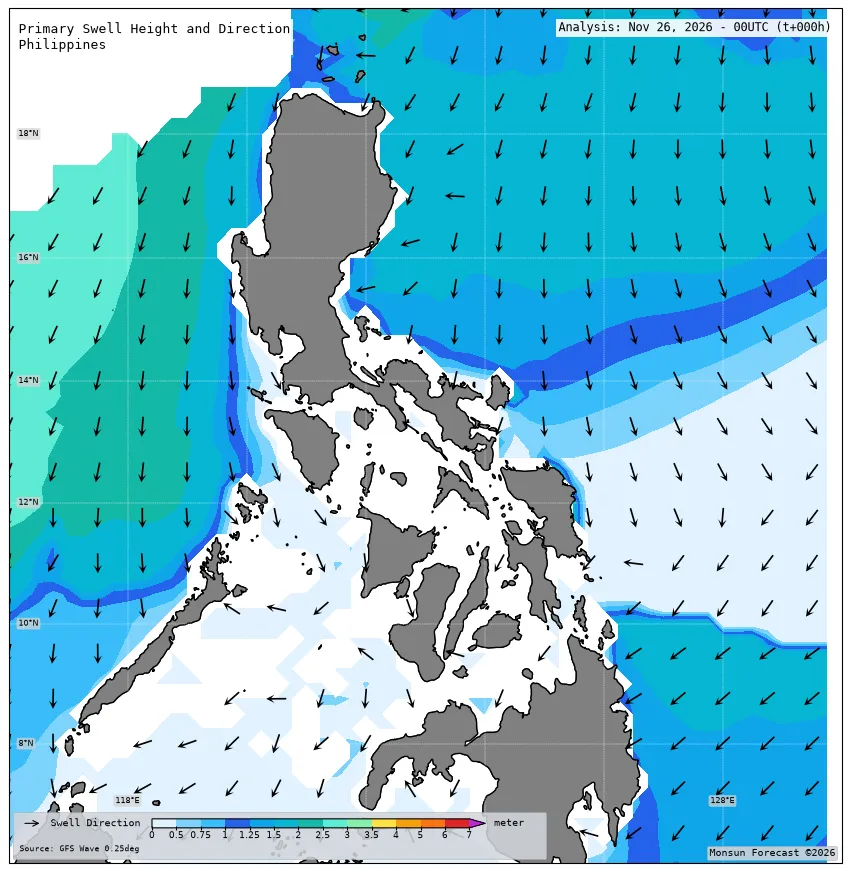 Primary Swell Height and Direction
Philippines
Analysis: Nov 26, 2026 - 00UTC (t+000h)
18°N
16°N
14°N
12°N
10°N
8°N
118°E
128°E
Swell Direction
0 0.5 0.75 1 1.25 1.5 2 2.5 3 3.5 4 5 6 7
meter
Source: GFS Wave 0.25deg
Monsun Forecast ©2026